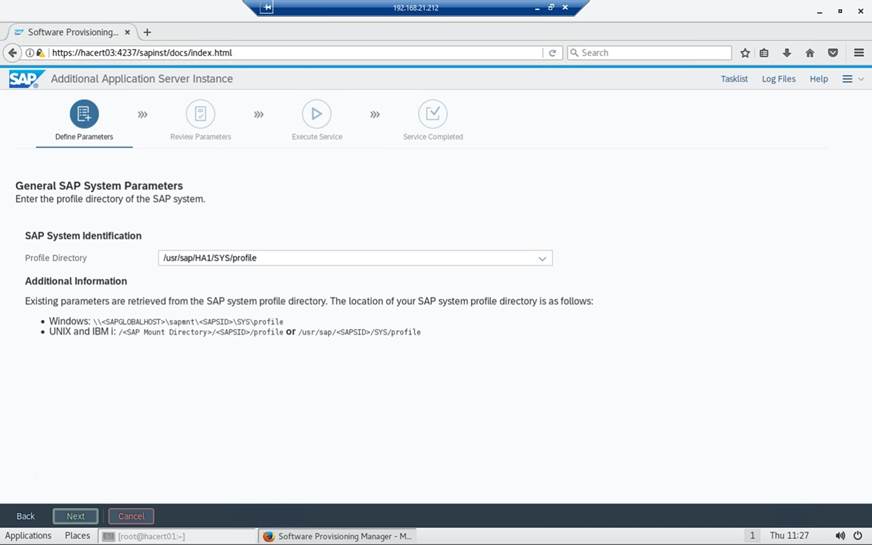 192.168.21.212
Software Provisioning...
https://hacert03:4237/sapinst/docs/index.html
Search
SAP Additional Application Server Instance
Tasklist Log Files Help
Define Parameters Review Parameters Execute Service Service Completed
General SAP System Parameters
Enter the profile directory of the SAP system.
SAP System Identification
Profile Directory /usr/sap/HA1/SYS/profile
Additional Information
Existing parameters are retrieved from the SAP system profile directory. The location of your SAP system profile directory is as follows:
• Windows: \\<SAPGLOBALHOST>\sapmnt\<SAPSID>\SYS\profile
• UNIX and IBM i: /<SAP Mount Directory>/<SAPSID>/profile or /usr/sap/<SAPSID>/SYS/profile
Back Next Cancel
Applications Places [root@hacert01:~] Software Provisioning Manager - M... 1 Thu 11:27